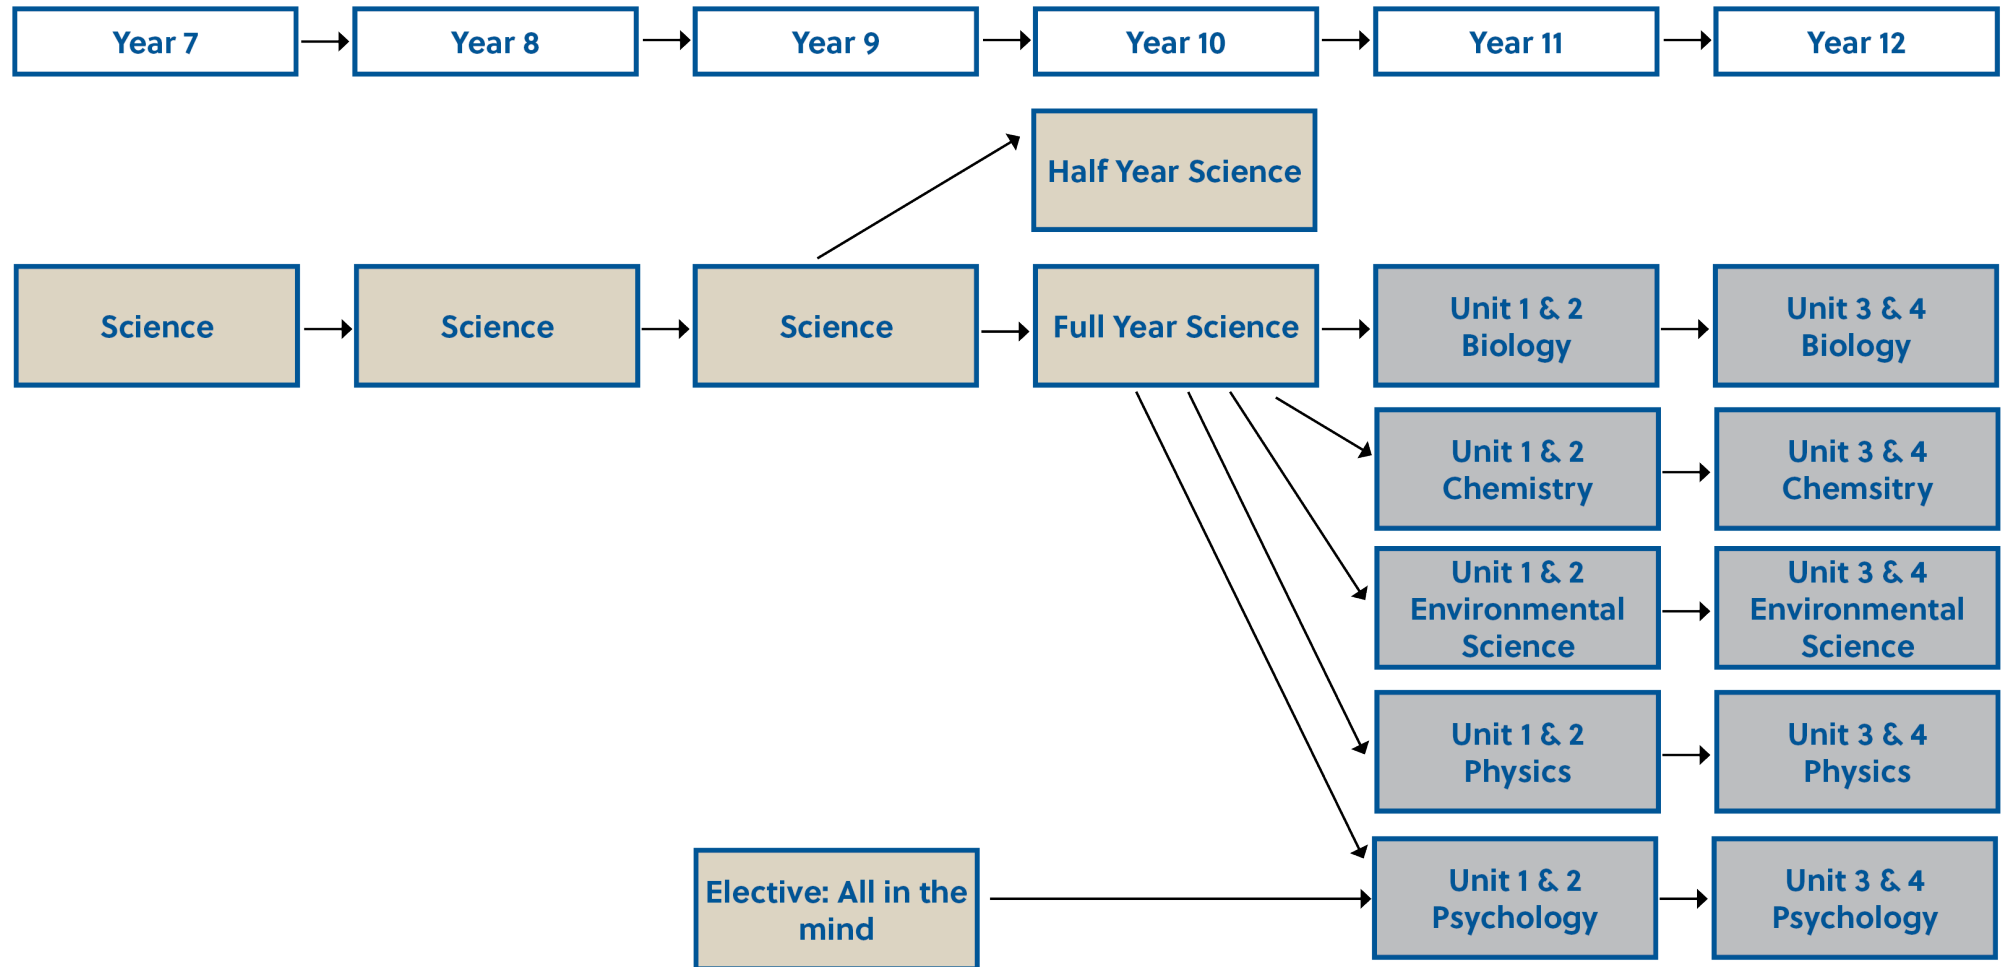 Year 7
Year 8
Year 9
Year 10
Year 11
Year 12
Half Year Science
Science
Science
Science
Full Year Science
Unit 1 & 2
Biology
Unit 3 & 4
Biology
Unit 1 & 2
Chemistry
Unit 3 & 4
Chemsitry
Unit 1 & 2
Environmental
Science
Unit 3 & 4
Environmental
Science
Unit 1 & 2
Physics
Unit 3 & 4
Physics
Elective: All in the
mind
Unit 1 & 2
Psychology
Unit 3 & 4
Psychology